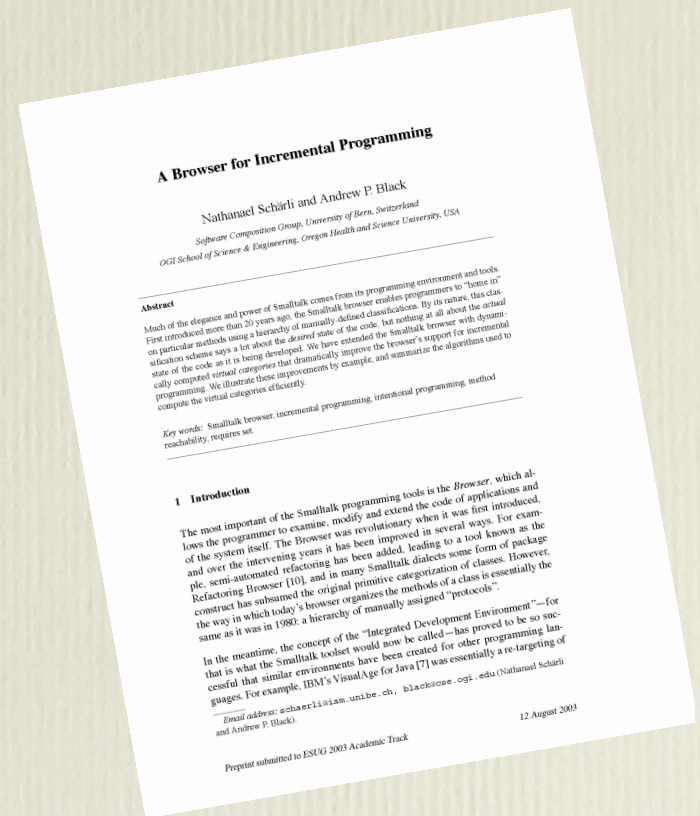 A Browser for Incremental Programming
Nathanael Schärli and Andrew P. Black
Software Composition Group, University of Bern, Switzerland
OGI School of Science & Engineering, Oregon Health and Science University, USA
Abstract
Much of the elegance and power of Smalltalk comes from its programming environment and tools.
First introduced more than 20 years ago, the Smalltalk browser enables programmers to “home in”
on particular methods using a hierarchy of manually-defined classifications. By its nature, this clas-
sification scheme says a lot about the desired state of the code, but nothing at all about the actual
state of the code as it is being developed. We have extended the Smalltalk browser with dynami-
cally computed virtual categories that dramatically improve the browser’s support for incremental
programming. We illustrate these improvements by example, and summarize the algorithms used to
compute the virtual categories efficiently.
Key words: Smalltalk browser, incremental programming, intentional programming, method
reachability, requires set.
1 Introduction
The most important of the Smalltalk programming tools is the Browser, which al-
lows the programmer to examine, modify and extend the code of applications and
of the system itself. The Browser was revolutionary when it was first introduced,
and over the intervening years it has been improved in several ways. For exam-
ple, semi-automated refactoring has been added, leading to a tool known as the
Refactoring Browser [10], and in many Smalltalk dialects some form of package
construct has subsumed the original primitive categorization of classes. However,
the way in which today’s browser organizes the methods of a class is essentially the
same as it was in 1980: a hierarchy of manually assigned “protocols”.
In the meantime, the concept of the “Integrated Development Environment”—for
that is what the Smalltalk toolset would now be called—has proved to be so suc-
cessful that similar environments have been created for other programming lan-
guages. For example, IBM’s VisualAge for Java [7] was essentially a re-targeting of
Email address: schaerli@iam.unibe.ch, black@cse.ogi.edu (Nathanael Schärli
and Andrew P. Black).
Preprint submitted to ESUG 2003 Academic Track
12 August 2003